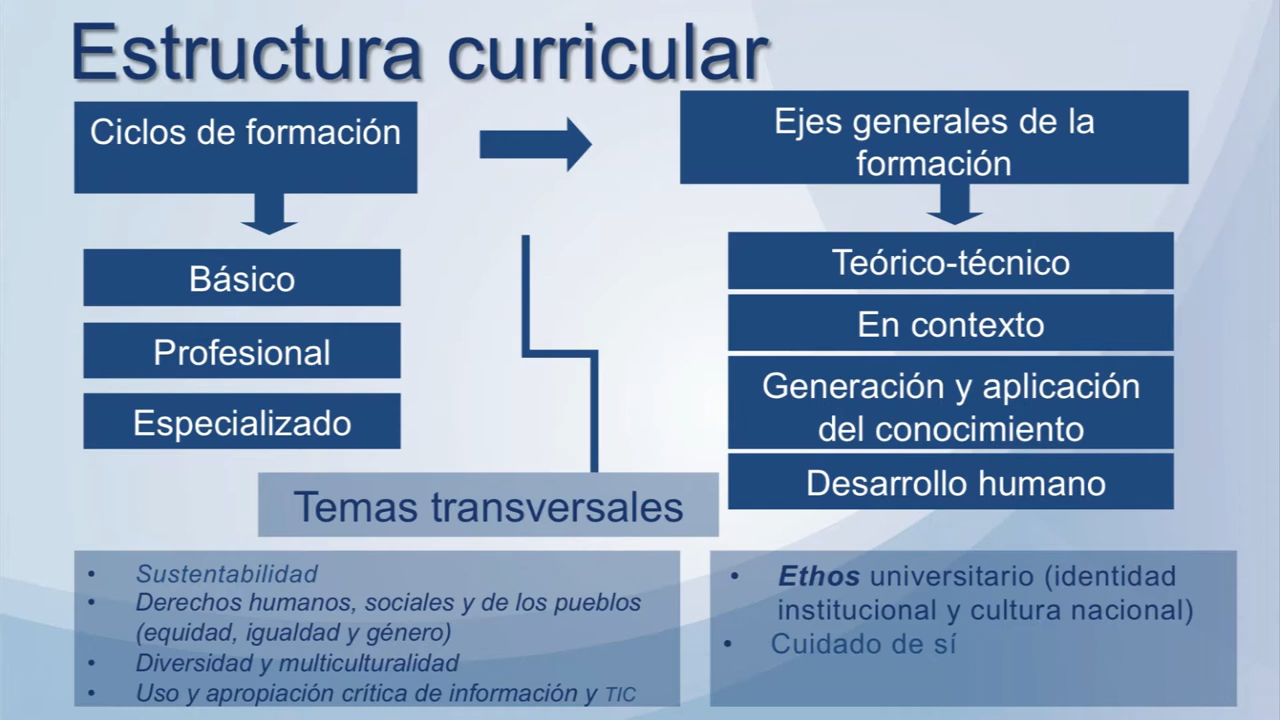 Estructura curricular
Ciclos de formación
Ejes generales de la
formación
Básico
Profesional
Especializado
Teórico-técnico
En contexto
Generación y aplicación
del conocimiento
Desarrollo humano
Temas transversales
• Sustentabilidad
• Derechos humanos, sociales y de los pueblos
(equidad, igualdad y género)
• Diversidad y multiculturalidad
• Uso y apropiación crítica de información y TIC
• Ethos universitario (identidad
institucional y cultura nacional)
• Cuidado de sí